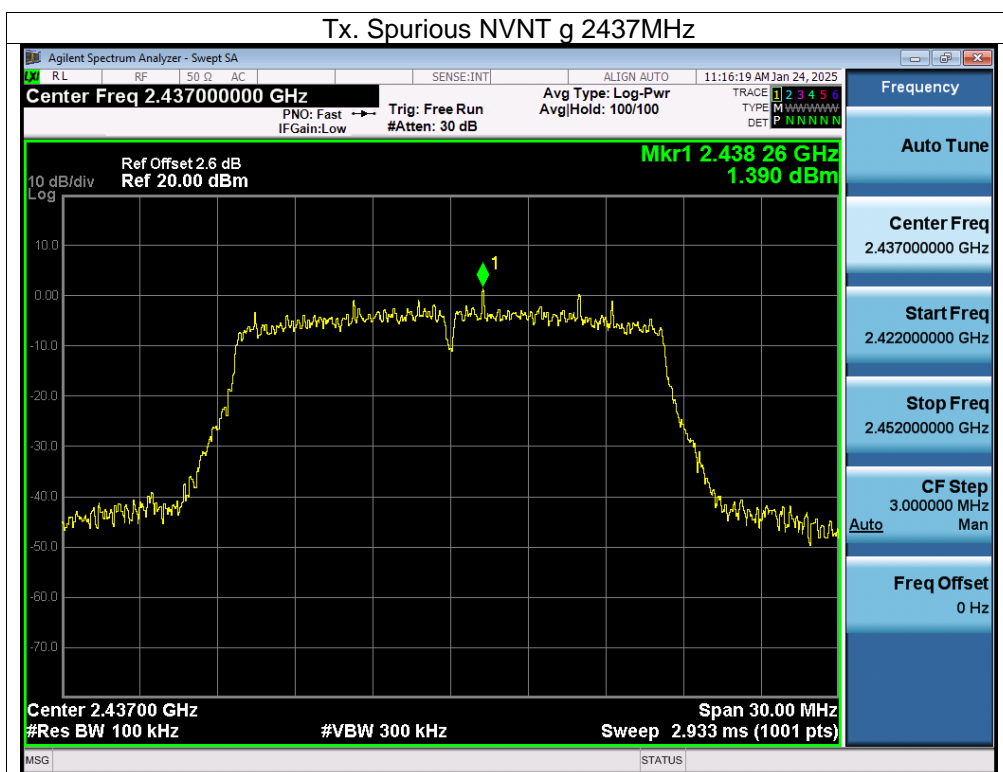 Tx. Spurious NVNT g 2437MHz
Agilent Spectrum Analyzer - Swept SA
LXI RL RF 50 Ω AC SENSE:INT ALIGN AUTO 11:16:19 AM Jan 24, 2025
Center Freq 2.437000000 GHz
PNO: Fast
IFGain:Low
Trig: Free Run
#Atten: 30 dB
Avg Type: Log-Pwr
Avg|Hold: 100/100
TRACE 1 2 3 4 5 6
TYPE M WWWWW
DET P N N N N N
Mkr1 2.438 26 GHz
1.390 dBm
Ref Offset 2.6 dB
10 dB/div Ref 20.00 dBm
Log
10.0
1
0.00
-10.0
-20.0
-30.0
-40.0
-50.0
-60.0
-70.0
Center 2.43700 GHz Span 30.00 MHz
#Res BW 100 kHz #VBW 300 kHz Sweep 2.933 ms (1001 pts)
MSG STATUS
Frequency
Auto Tune
Center Freq
2.437000000 GHz
Start Freq
2.422000000 GHz
Stop Freq
2.452000000 GHz
CF Step
3.000000 MHz
Auto Man
Freq Offset
0 Hz